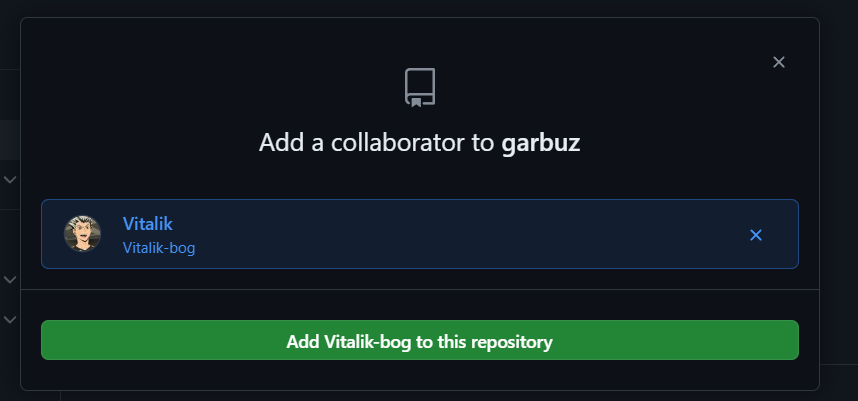 Add a collaborator to garbuz
Vitalik
Vitalik-bog
Add Vitalik-bog to this repository